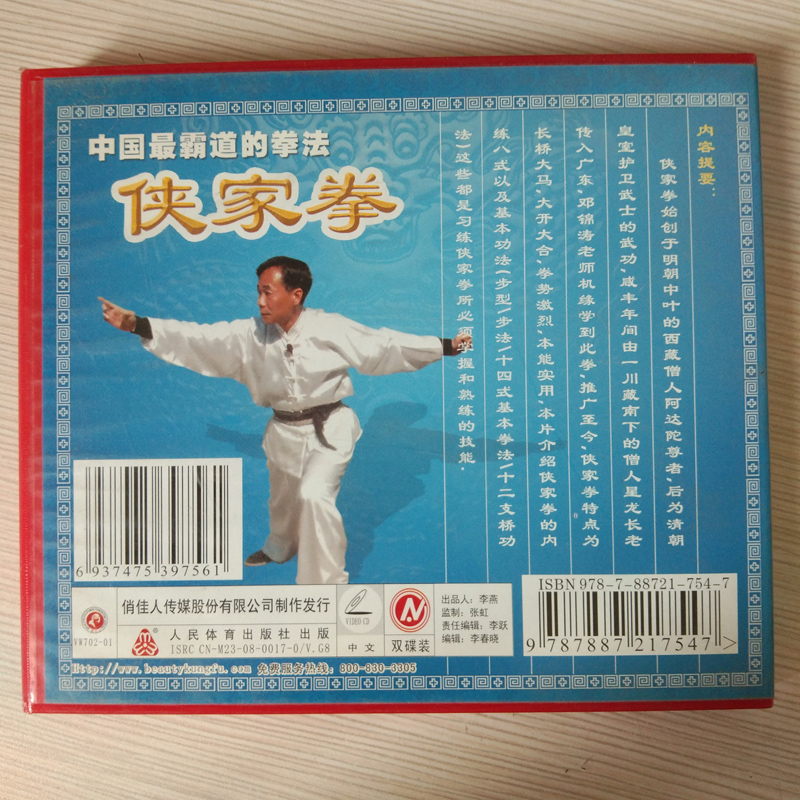 中国最霸道的拳法
侠家拳
内容提要：
侠家拳始创于明朝中叶的西藏僧人阿达陀尊者、后为清朝
皇室护卫武士的武功、咸丰年间由一川藏南下的僧人星龙长老
传入广东、邓锦涛老师机缘学到此拳、推广至今、侠家拳特点为
长桥大马、大开大合、拳势激烈、本能实用、本片介绍侠家拳的内
练八式以及基本功法(步型/步法/十四式基本拳法/十二支桥功
法)这些都是习练侠家拳所必须掌握和熟练的技能.
6 937475 397561
VW702-01
俏佳人传媒股份有限公司制作发行
人民体育出版社出版
ISRC CN-M23-08-0017-0/V.G8
VIDEO CD
中文
双碟装
出品人：李燕
监制：张虹
责任编辑：李跃
编辑：李春晓
ISBN 978-7-88721-754-7
9 787887 217547 >
Http://www.beautykungfu.com 免费服务热线：800-830-3305